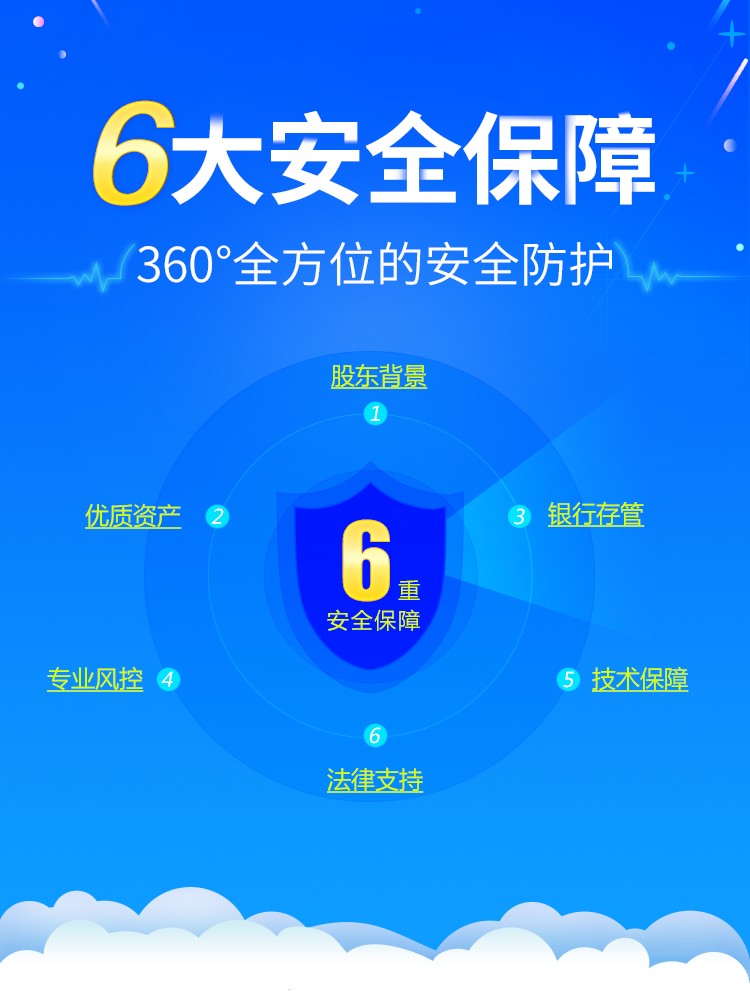 6大安全保障
360°全方位的安全防护
股东背景
1
优质资产 2
3 银行存管
6重
安全保障
专业风控 4
5 技术保障
6
法律支持